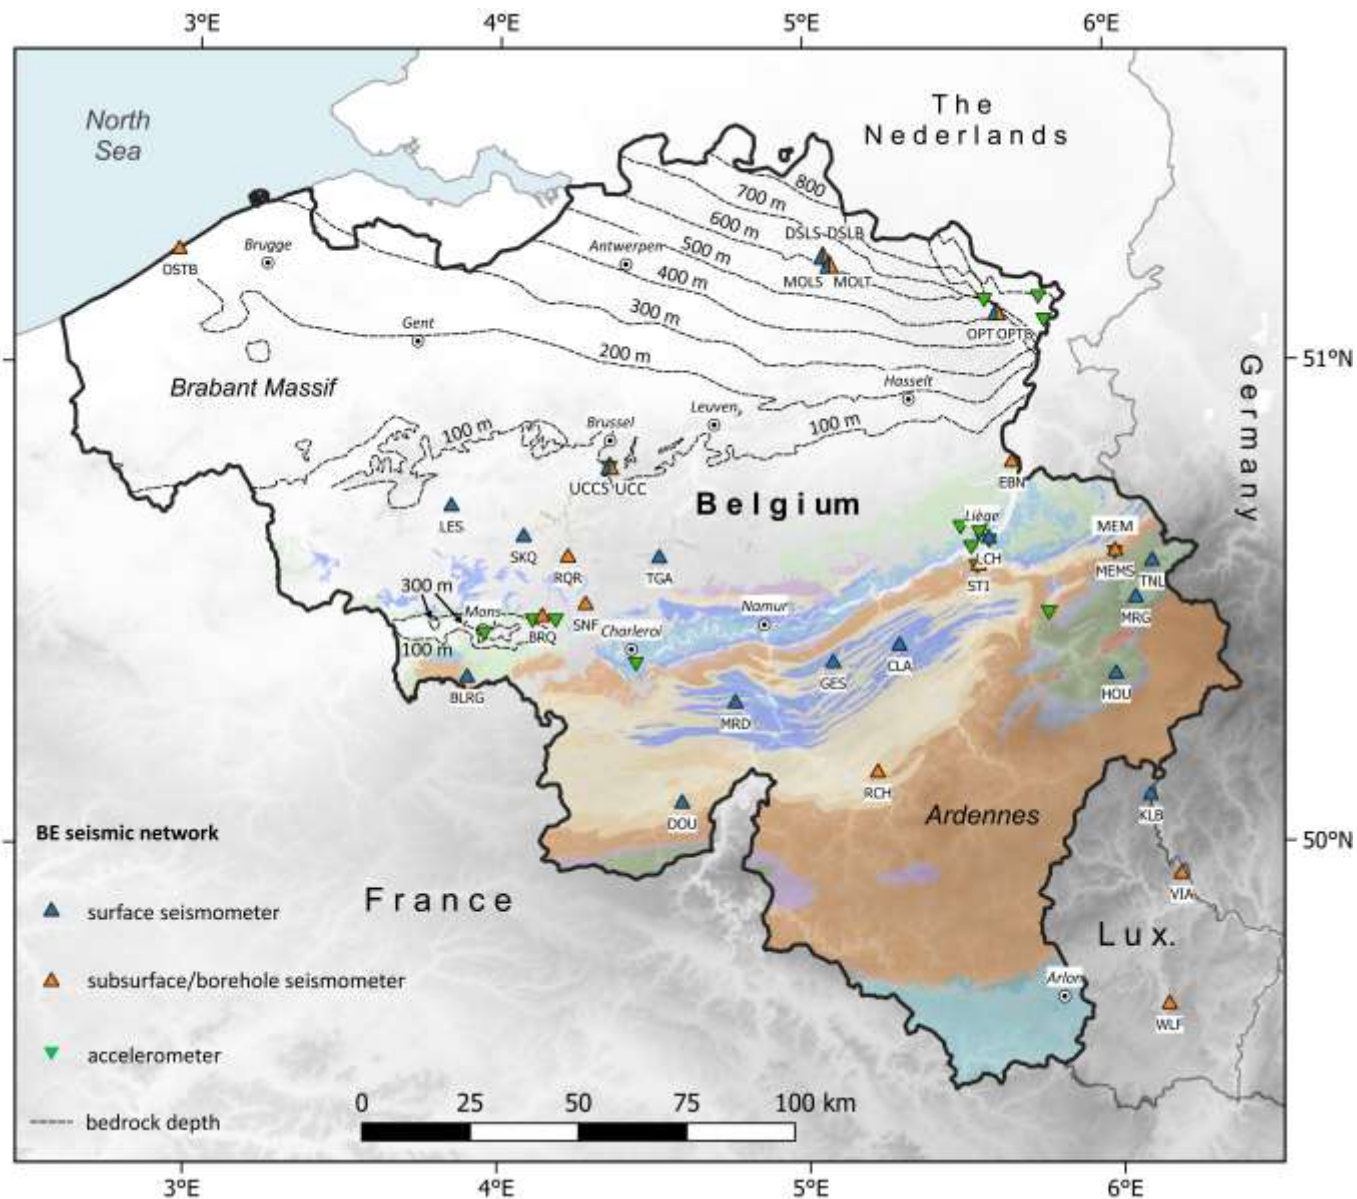 3°E
4°E
5°E
6°E
North
Sea
The
Nederlands
800
700 m
600 m
DSLS DSLB
Brugge
Antwerpen
500 m
OSTB
MOLS MOLT
400 m
300 m
Gent
OPT OPTB
200 m
51°N
Germany
Brabant Massif
Hasselt
Leuven
100 m
Brussel
100 m
UCCS UCC
EBN
Belgium
LES
Liège
MEM
SKQ
LCH
RQR
TGA
STI
MEMS
TNL
300 m
Mons
Namur
MRG
SNF
BRQ
Charleroi
100 m
CLA
GES
BLRG
HOU
MRD
RCH
Ardennes
KLB
DOU
BE seismic network
50°N
France
VIA
surface seismometer
Lux.
subsurface/borehole seismometer
Arlon
WLF
accelerometer
0 25 50 75 100 km
bedrock depth
3°E
4°E
5°E
6°E